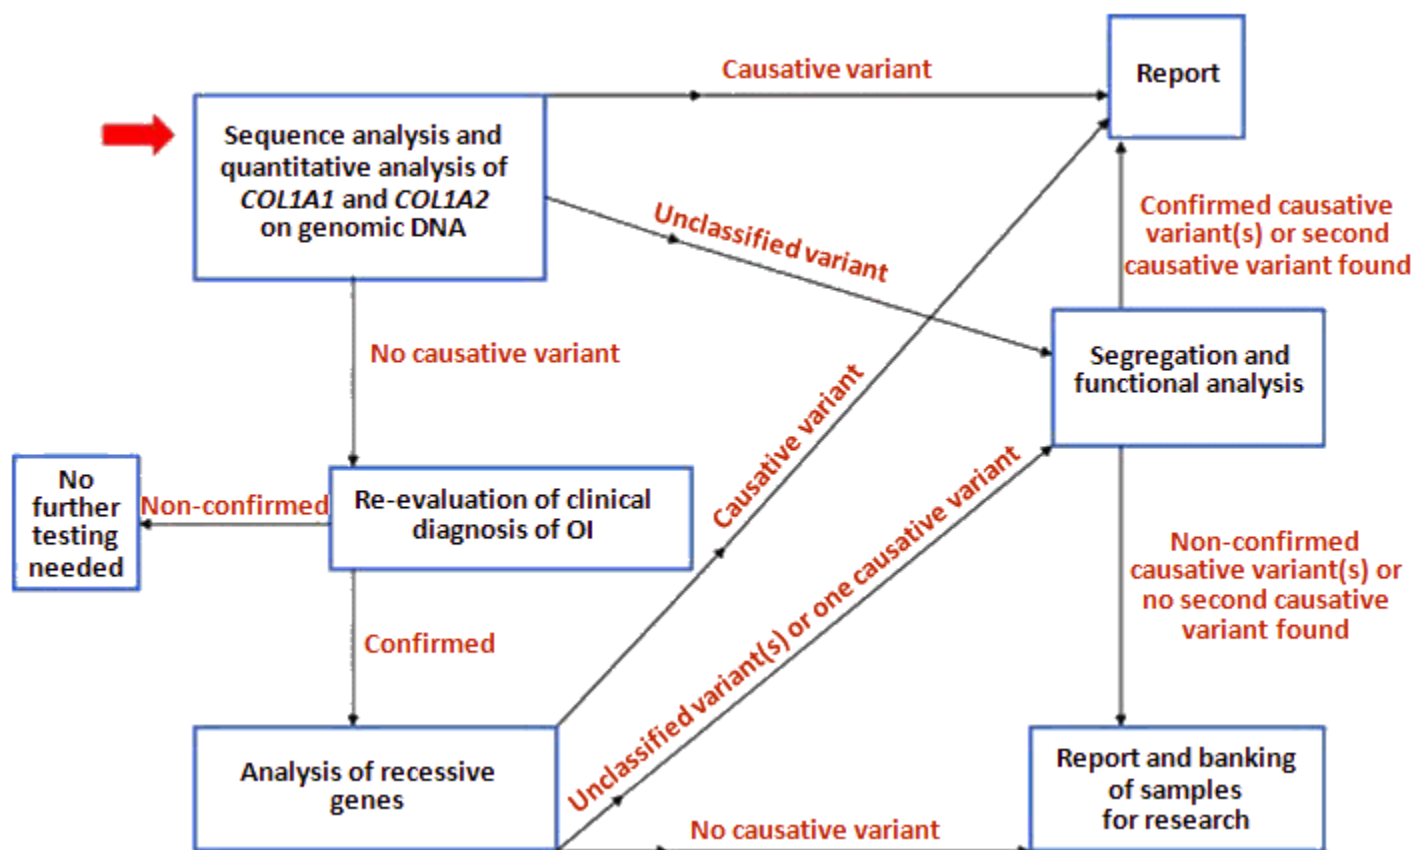 Causative variant
Report
Sequence analysis and
quantitative analysis of
COL1A1 and COL1A2
on genomic DNA
Unclassified variant
Confirmed causative
variant(s) or second
causative variant found
No causative variant
Segregation and
functional analysis
Causative variant
No
further
testing
needed
Non-confirmed
Re-evaluation of clinical
diagnosis of OI
Unclassified variant(s) or one causative variant
Non-confirmed
causative variant(s) or
no second causative
variant found
Confirmed
Analysis of recessive
genes
No causative variant
Report and banking
of samples
for research